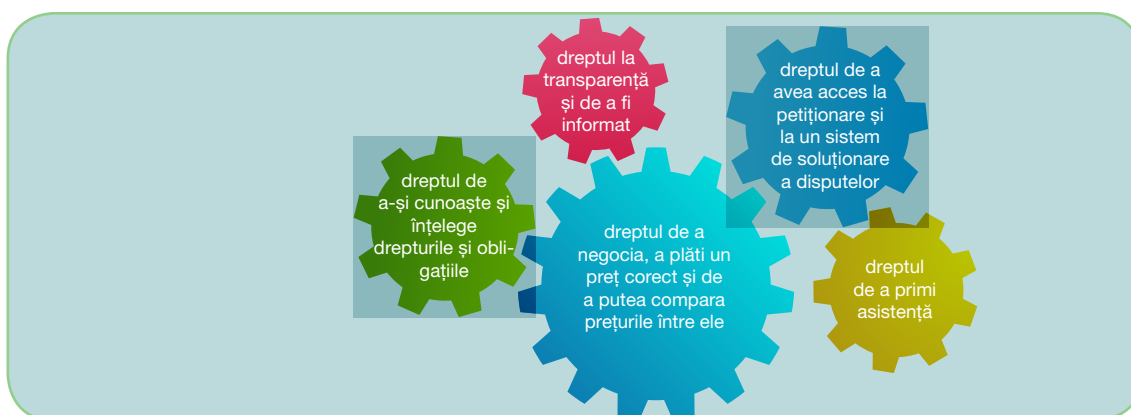 dreptul la
transparență
și de a fi
informat
dreptul de a
avea acces la
petiționare și
la un sistem
de soluționare
a disputelor
dreptul de
a-și cunoaște și
înțelege
drepturile și obli-
gațiile
dreptul de a
negocia, a plăti un
preț corect și de
a putea compara
prețurile între ele
dreptul
de a primi
asistență